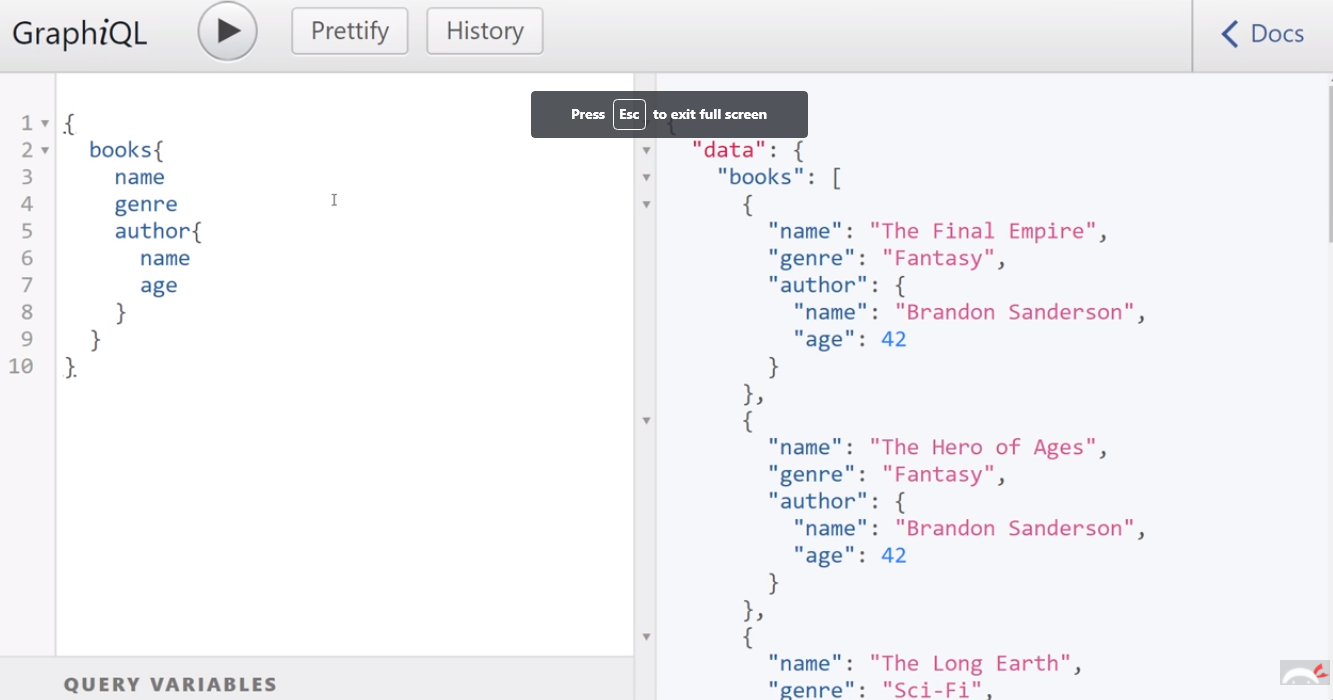 GraphiQL
Prettify
History
Docs
Press Esc to exit full screen
1 {
2 books{
3 name
4 genre
5 author{
6 name
7 age
8 }
9 }
10 }
QUERY VARIABLES
{
"data": {
"books": [
{
"name": "The Final Empire",
"genre": "Fantasy",
"author": {
"name": "Brandon Sanderson",
"age": 42
}
},
{
"name": "The Hero of Ages",
"genre": "Fantasy",
"author": {
"name": "Brandon Sanderson",
"age": 42
}
},
{
"name": "The Long Earth",
"genre": "Sci-Fi",